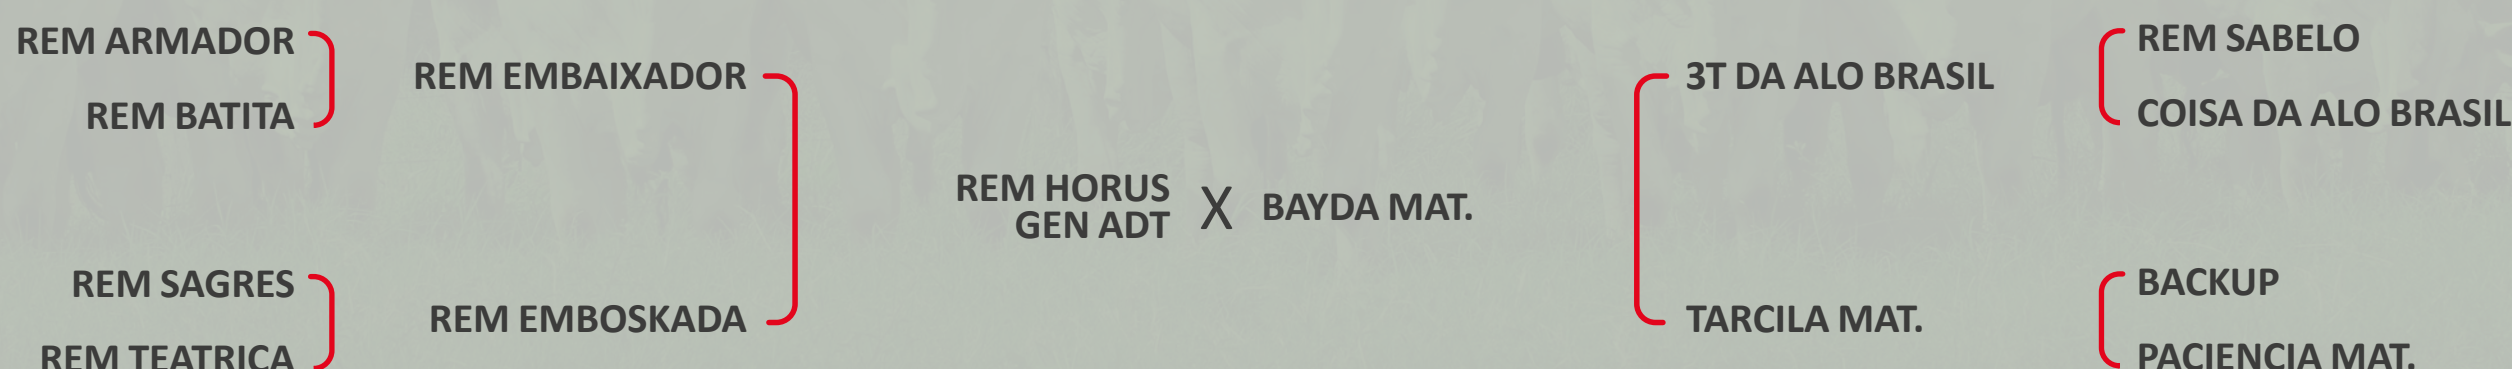 REM ARMADOR
REM BATITA
REM EMBAIXADOR
REM SAGRES
REM TEATRICA
REM EMBOSKADA
REM HORUS
GEN ADT
X
BAYDA MAT.
3T DA ALO BRASIL
REM SABELO
COISA DA ALO BRASIL
TARCILA MAT.
BACKUP
PACIENCIA MAT.